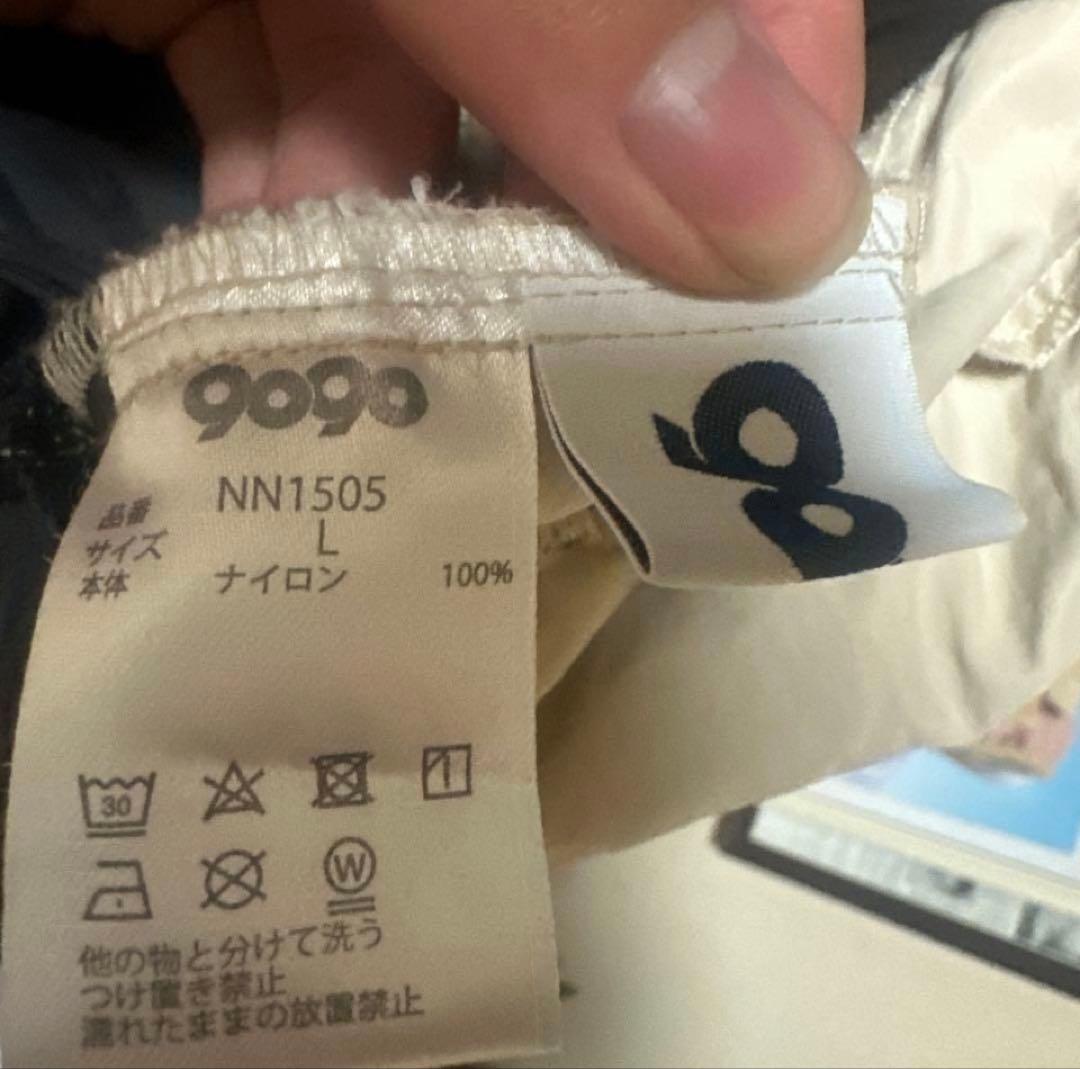 9090
品番 NN1505
サイズ L
本体 ナイロン 100%
30
W
他の物と分けて洗う
つけ置き禁止
濡れたままの放置禁止
90